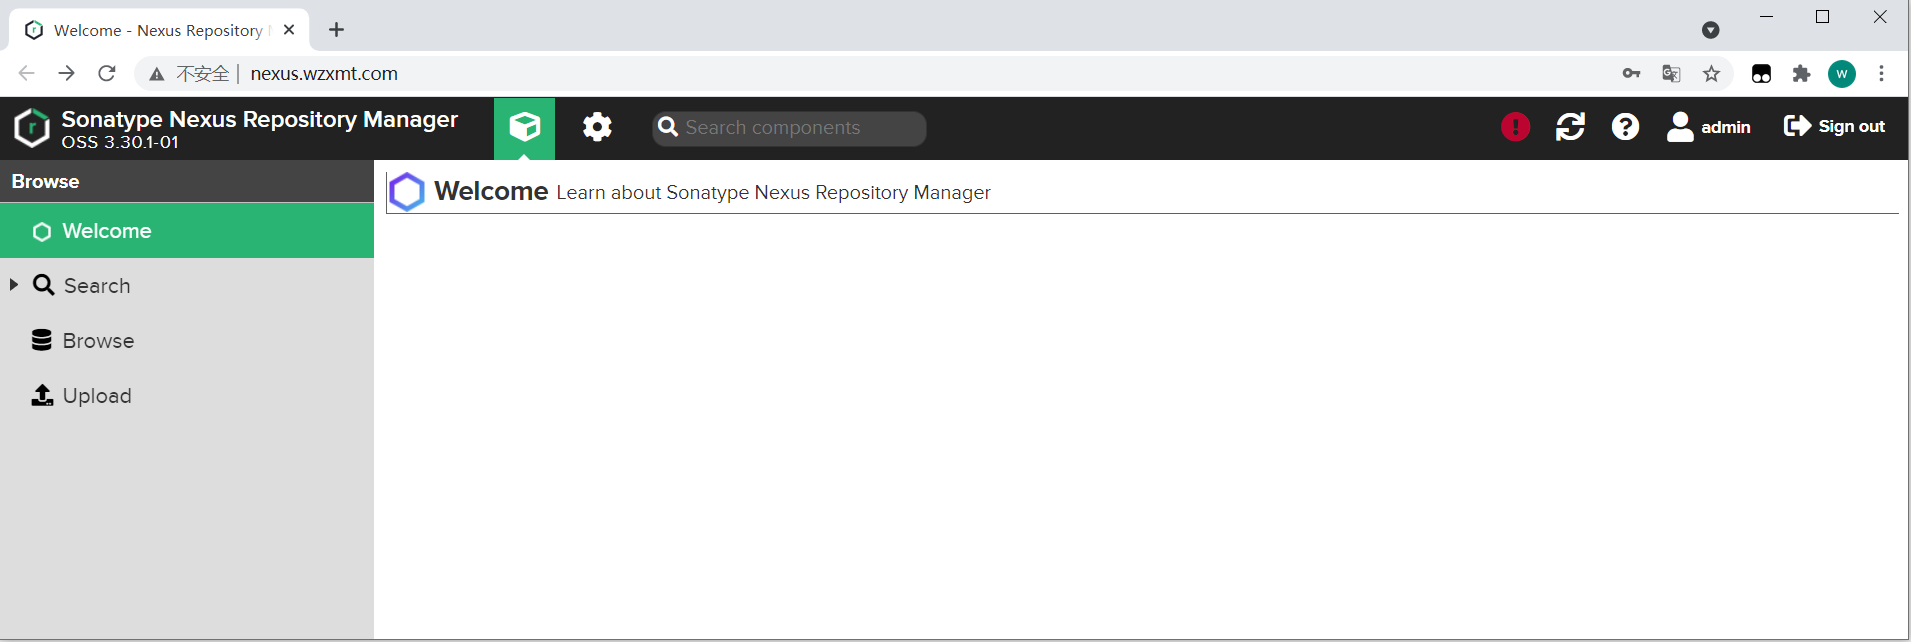 Welcome - Nexus Repository
不安全 | nexus.wzxmt.com
W
Sonatype Nexus Repository Manager
OSS 3.30.1-01
Search components
admin
Sign out
Browse
Welcome
Search
Browse
Upload
Welcome Learn about Sonatype Nexus Repository Manager